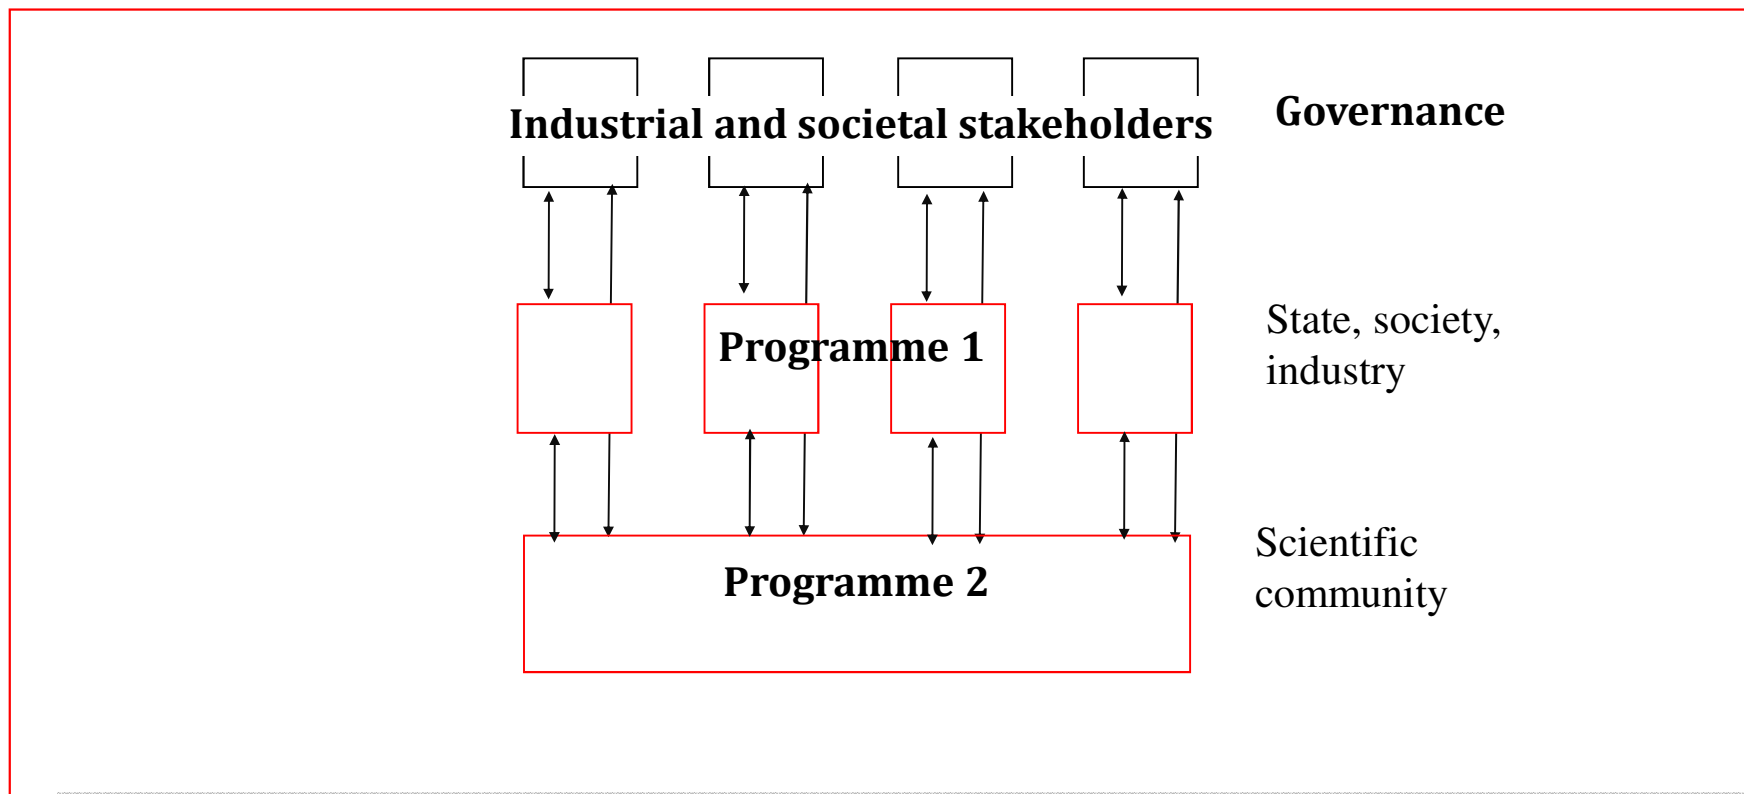 Industrial and societal stakeholders
Governance
Programme 1
State, society,
industry
Programme 2
Scientific
community